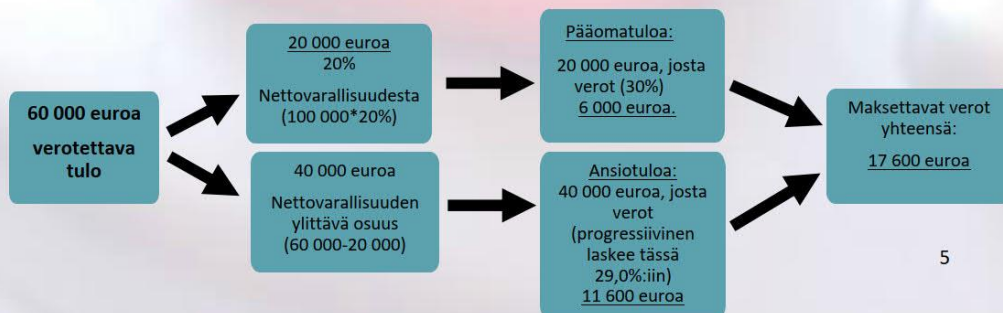 60 000 euroa
verotettava
tulo
20 000 euroa
20%
Nettovarallisuudesta
(100 000*20%)
40 000 euroa
Nettovarallisuuden
ylittävä osuus
(60 000-20 000)
Pääomatuloa:
20 000 euroa, josta
verot (30%)
6 000 euroa.
Ansiotuloa:
40 000 euroa, josta
verot
(progressiivinen
laskee tässä
29,0%:iin)
11 600 euroa
Maksettavat verot
yhteensä:
17 600 euroa
5